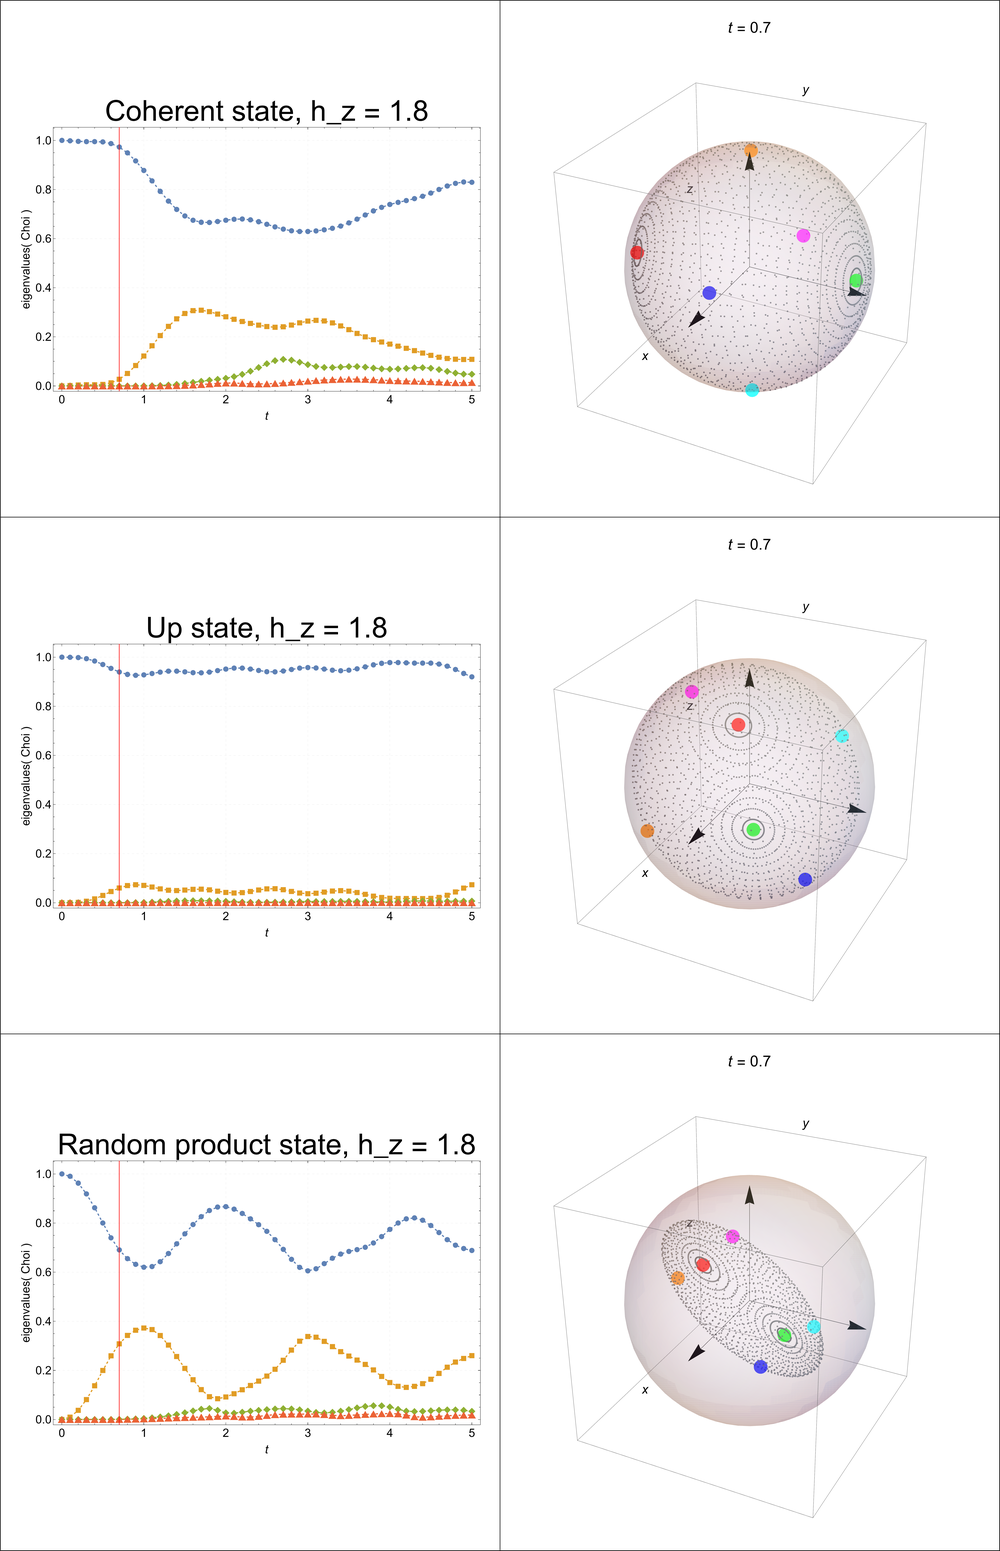 Coherent state, h_z = 1.8
eigenvalues( Choi )
1.0
0.8
0.6
0.4
0.2
0.0
0 1 2 3 4 5
t
t = 0.7
y
z
x
Up state, h_z = 1.8
eigenvalues( Choi )
1.0
0.8
0.6
0.4
0.2
0.0
0 1 2 3 4 5
t
t = 0.7
y
z
x
Random product state, h_z = 1.8
eigenvalues( Choi )
1.0
0.8
0.6
0.4
0.2
0.0
0 1 2 3 4 5
t
t = 0.7
y
z
x